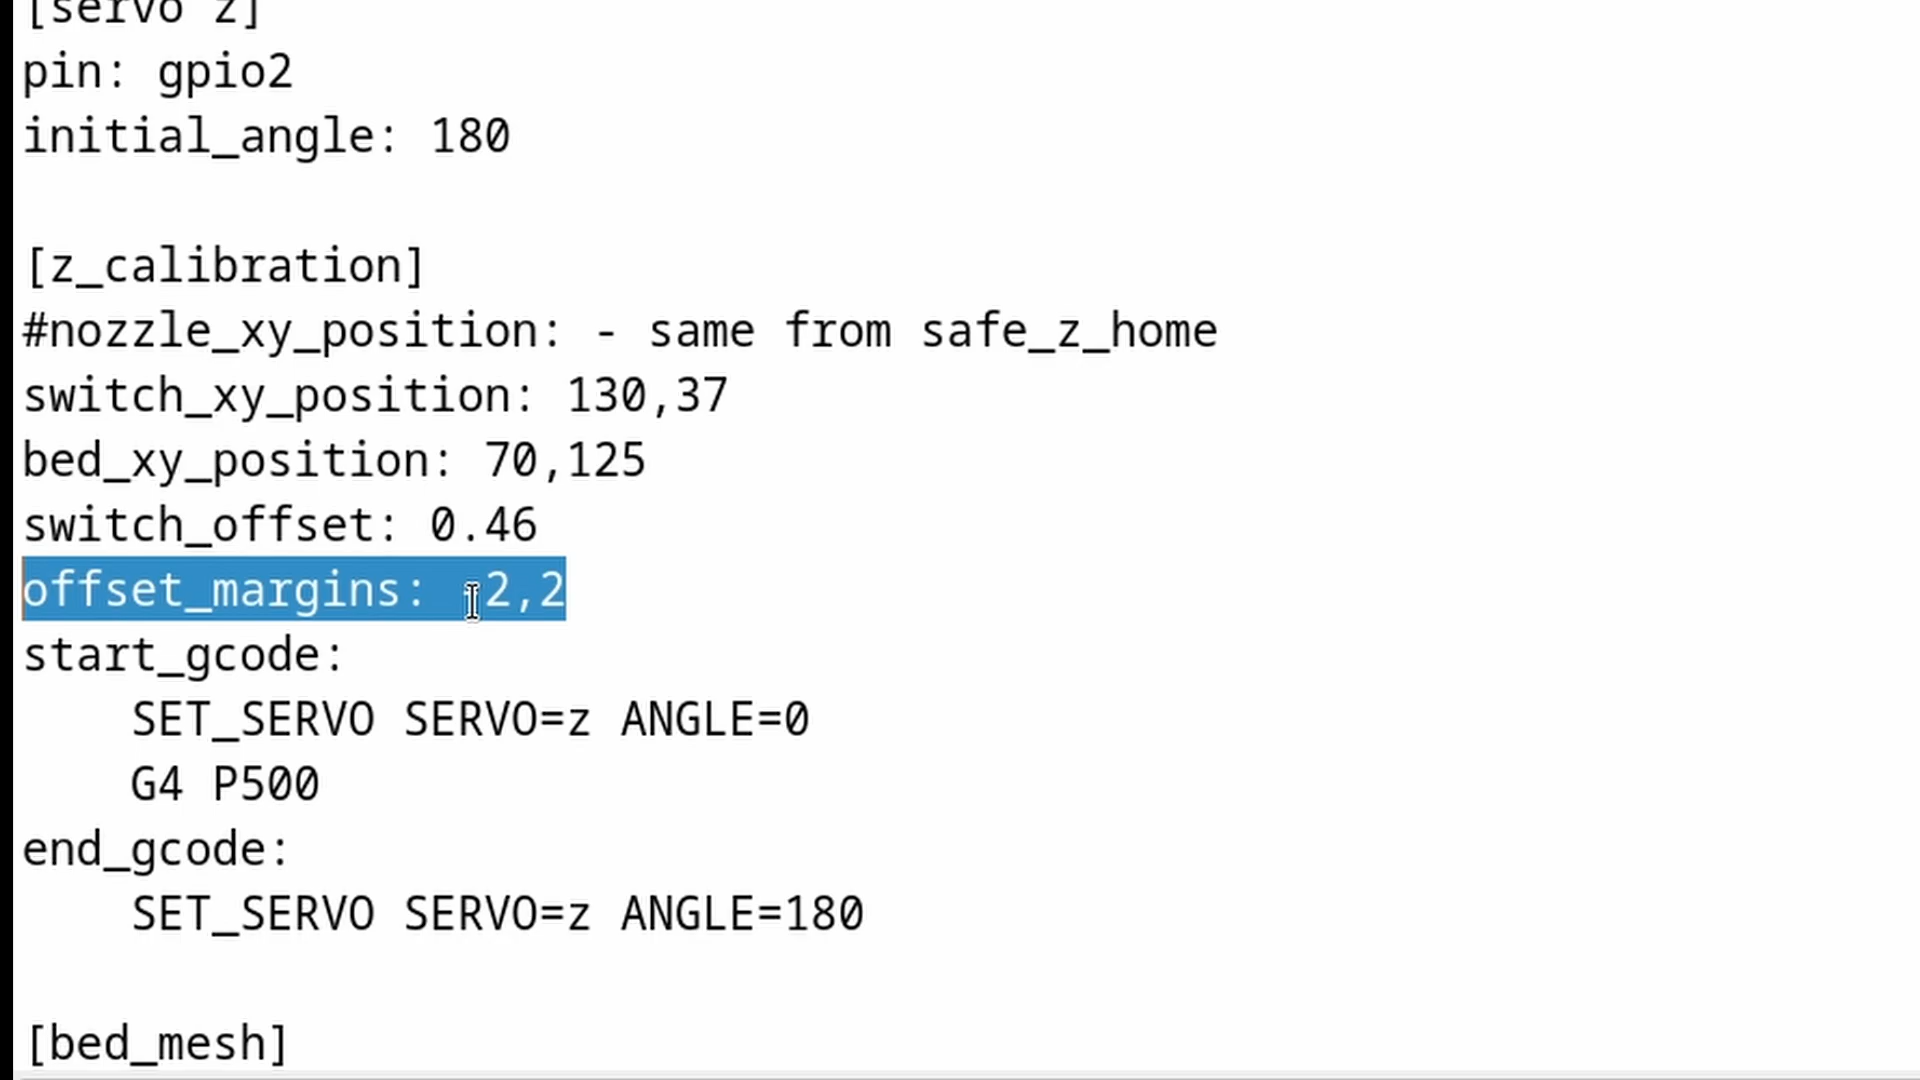 [servo z]
pin: gpio2
initial_angle: 180
[z_calibration]
#nozzle_xy_position: - same from safe_z_home
switch_xy_position: 130,37
bed_xy_position: 70,125
switch_offset: 0.46
offset_margins: -2,2
start_gcode:
    SET_SERVO SERVO=z ANGLE=0
    G4 P500
end_gcode:
    SET_SERVO SERVO=z ANGLE=180
[bed_mesh]